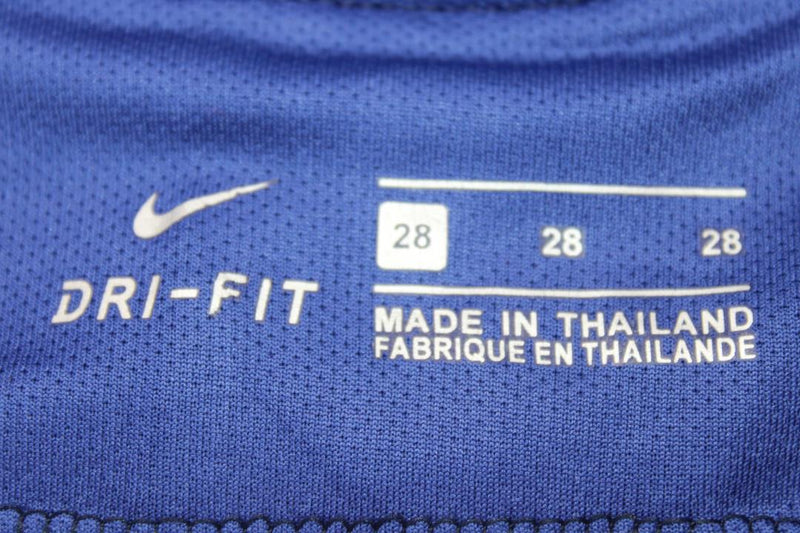 DRI-FIT
28 28 28
MADE IN THAILAND
FABRIQUE EN THAILANDE